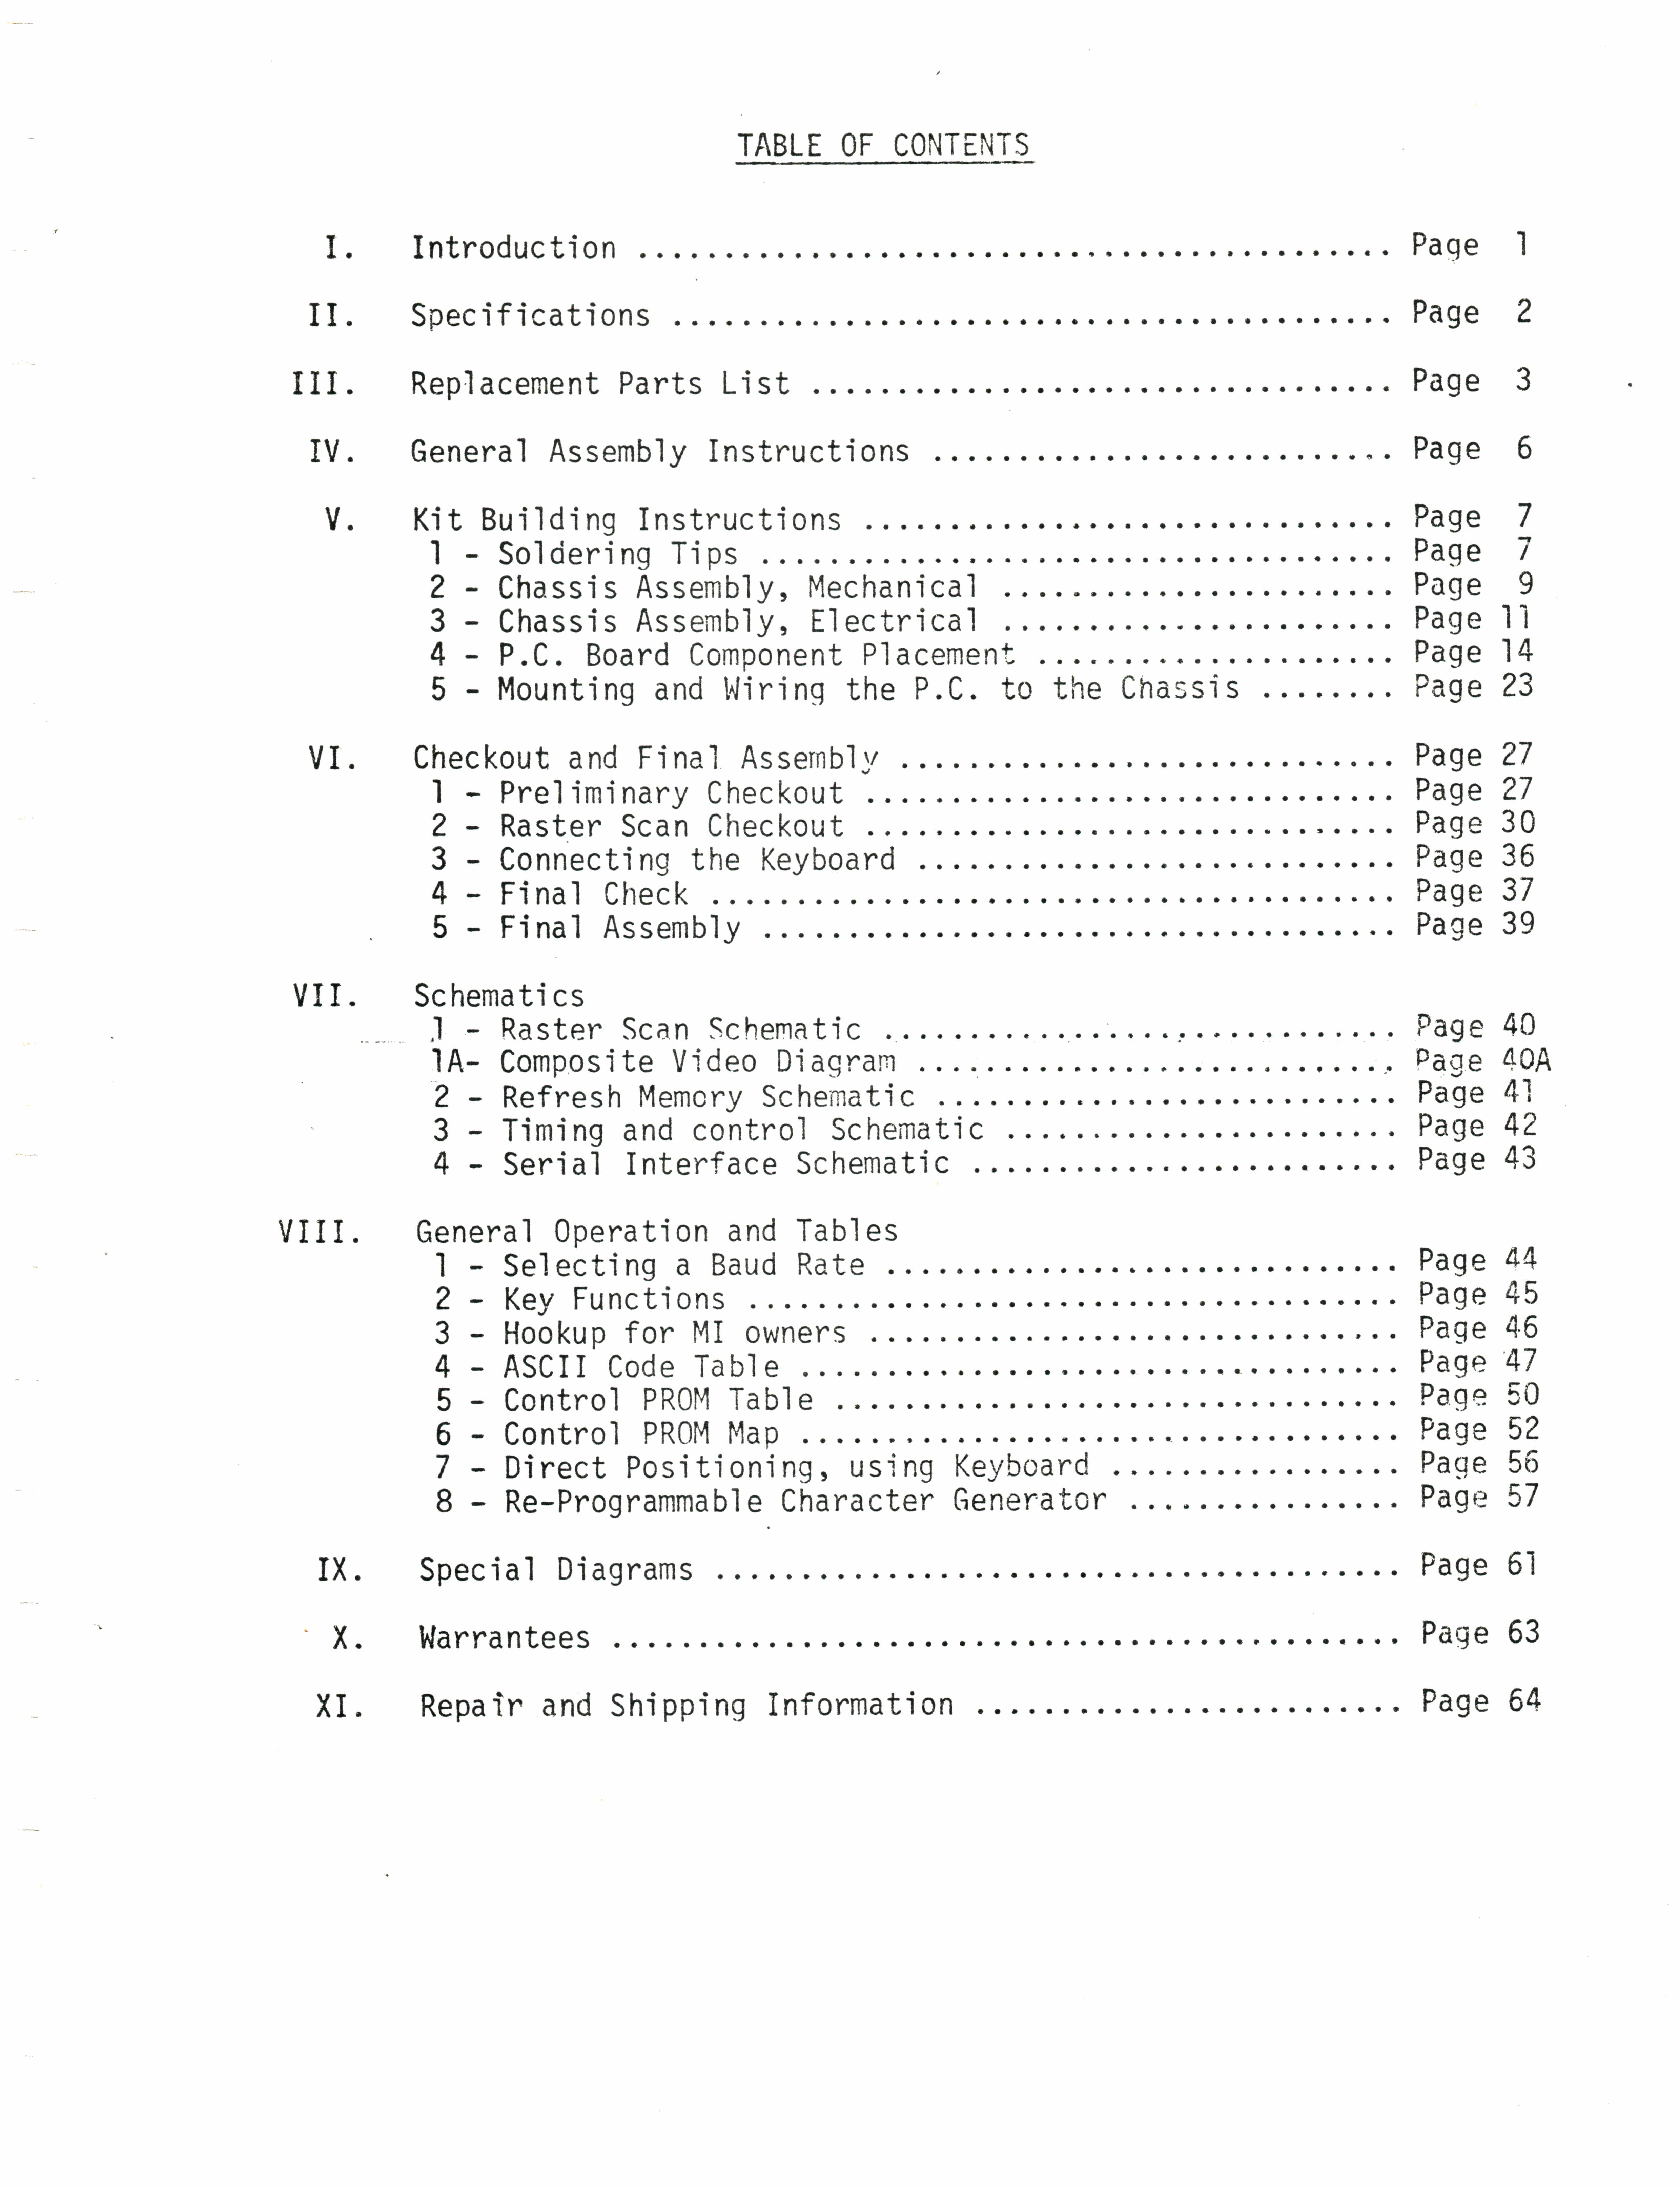 TABLE OF CONTENTS
I. Introduction ............................................ Page 1
II. Specifications .......................................... Page 2
III. Replacement Parts List .................................. Page 3
IV. General Assembly Instructions ........................... Page 6
V. Kit Building Instructions ............................... Page 7
1 - Soldering Tips ..................................... Page 7
2 - Chassis Assembly, Mechanical ....................... Page 9
3 - Chassis Assembly, Electrical ....................... Page 11
4 - P.C. Board Component Placement ..................... Page 14
5 - Mounting and Wiring the P.C. to the Chassis ........ Page 23
VI. Checkout and Final Assembly ............................. Page 27
1 - Preliminary Checkout ............................... Page 27
2 - Raster Scan Checkout ............................... Page 30
3 - Connecting the Keyboard ............................ Page 36
4 - Final Check ........................................ Page 37
5 - Final Assembly ..................................... Page 39
VII. Schematics
1 - Raster Scan Schematic .............................. Page 40
1A- Composite Video Diagram ............................ Page 40A
2 - Refresh Memory Schematic ........................... Page 41
3 - Timing and control Schematic ....................... Page 42
4 - Serial Interface Schematic ......................... Page 43
VIII. General Operation and Tables
1 - Selecting a Baud Rate .............................. Page 44
2 - Key Functions ...................................... Page 45
3 - Hookup for MI owners ............................... Page 46
4 - ASCII Code Table ................................... Page 47
5 - Control PROM Table ................................. Page 50
6 - Control PROM Map ................................... Page 52
7 - Direct Positioning, using Keyboard ................. Page 56
8 - Re-Programmable Character Generator ................ Page 57
IX. Special Diagrams ........................................ Page 61
X. Warrantees .............................................. Page 63
XI. Repair and Shipping Information ......................... Page 64